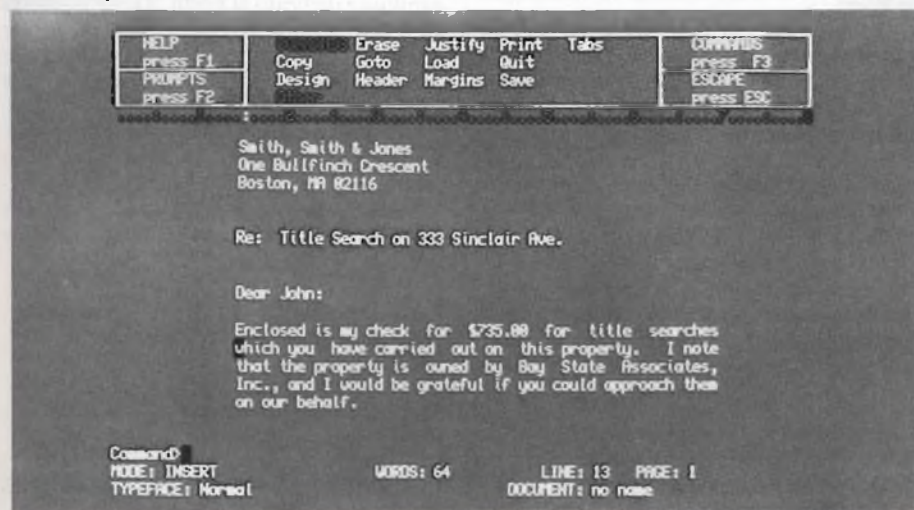 HELP Erase Justify Print Tabs COMMANDS
press F1 Copy Goto Load Quit press F3
PROMPTS Design Header Margins Save ESCAPE
press F2 press ESC
Smith, Smith & Jones
One Bullfinch Crescent
Boston, MA 02116
Re: Title Search on 333 Sinclair Ave.
Dear John:
Enclosed is my check for $735.00 for title searches
which you have carried out on this property. I note
that the property is owned by Bay State Associates,
Inc., and I would be grateful if you could approach them
on our behalf.
Command>
MODE: INSERT WORDS: 64 LINE: 13 PAGE: 1
TYPEFACE: Normal DOCUMENT: no name